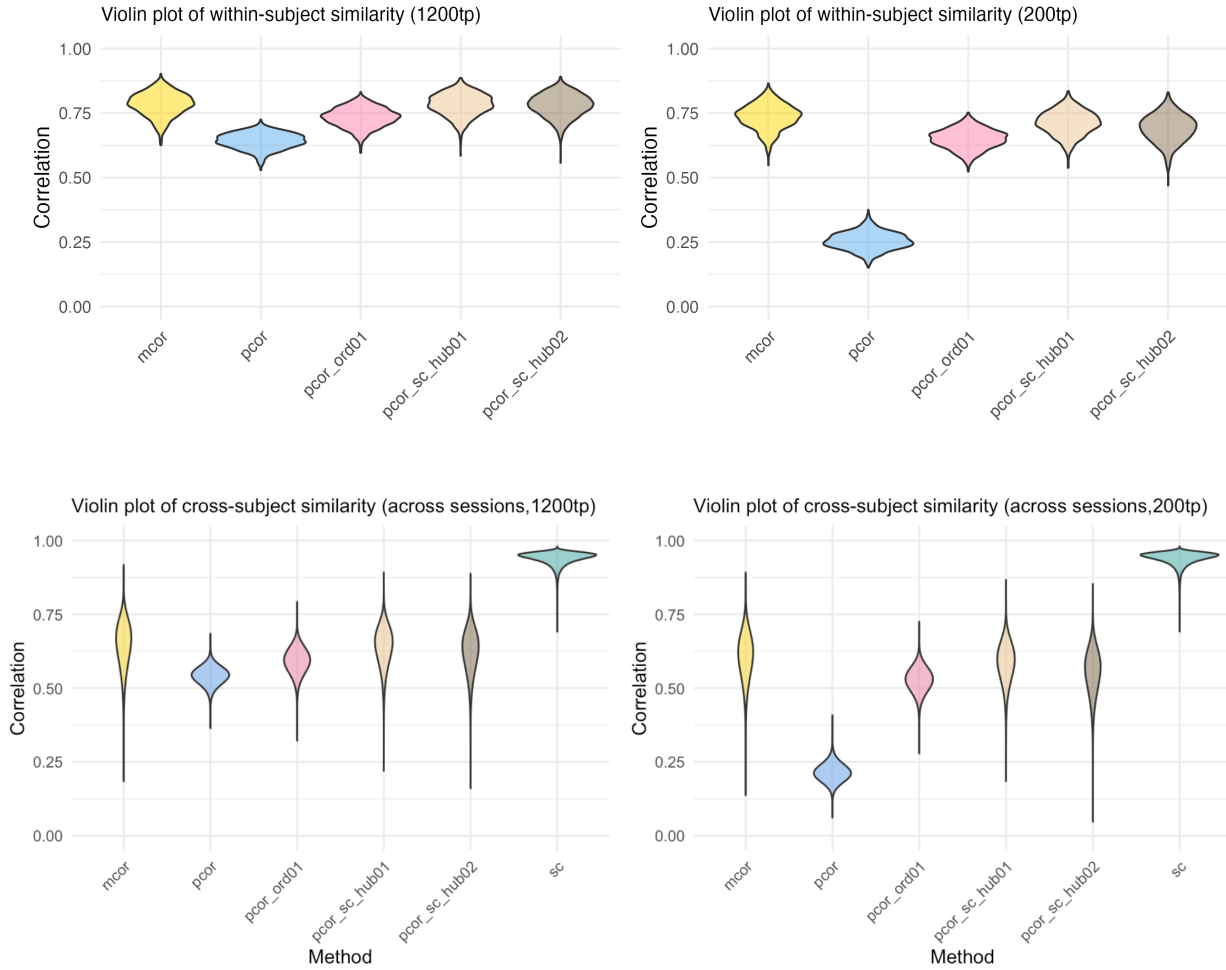 Violin plot of within-subject similarity (1200tp)
1.00
0.75
0.50
0.25
0.00
Correlation
mcor
pcor
pcor_ord01
pcor_sc_hub01
pcor_sc_hub02
Violin plot of within-subject similarity (200tp)
1.00
0.75
0.50
0.25
0.00
Correlation
mcor
pcor
pcor_ord01
pcor_sc_hub01
pcor_sc_hub02
Violin plot of cross-subject similarity (across sessions,1200tp)
1.00
0.75
0.50
0.25
0.00
Correlation
mcor
pcor
pcor_ord01
pcor_sc_hub01
pcor_sc_hub02
sc
Method
Violin plot of cross-subject similarity (across sessions,200tp)
1.00
0.75
0.50
0.25
0.00
Correlation
mcor
pcor
pcor_ord01
pcor_sc_hub01
pcor_sc_hub02
sc
Method